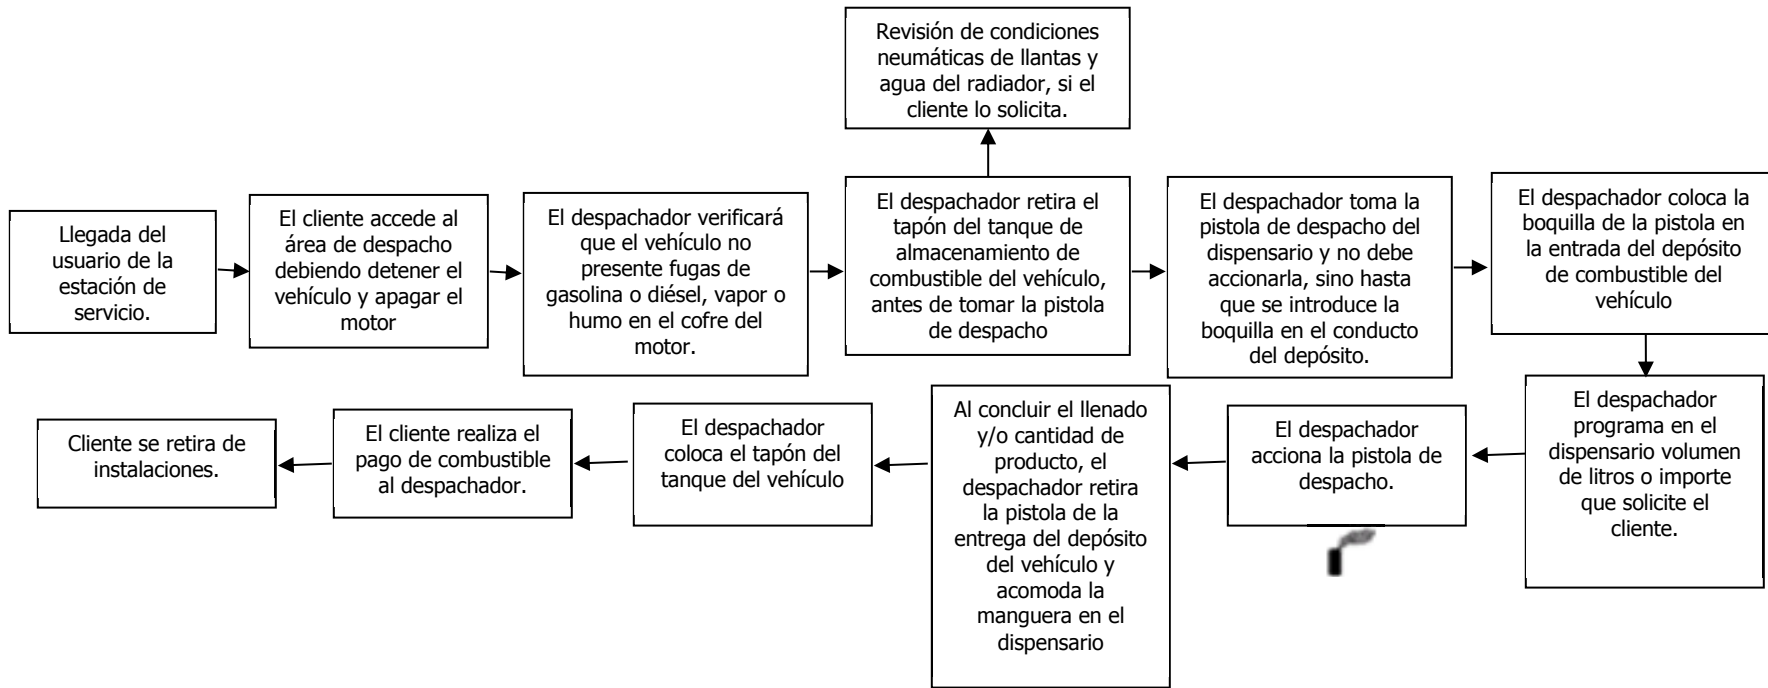 Revisión de condiciones
neumáticas de llantas y
agua del radiador, si el
cliente lo solicita.
Llegada del
usuario de la
estación de
servicio.
El cliente accede al
área de despacho
debiendo detener el
vehículo y apagar el
motor
El despachador verificará
que el vehículo no
presente fugas de
gasolina o diésel, vapor o
humo en el cofre del
motor.
El despachador retira el
tapón del tanque de
almacenamiento de
combustible del vehículo,
antes de tomar la pistola
de despacho
El despachador toma la
pistola de despacho del
dispensario y no debe
accionarla, sino hasta
que se introduce la
boquilla en el conducto
del depósito.
El despachador coloca la
boquilla de la pistola en
la entrada del depósito
de combustible del
vehículo
El despachador
programa en el
dispensario volumen
de litros o importe
que solicite el
cliente.
El despachador
acciona la pistola de
despacho.
Al concluir el llenado
y/o cantidad de
producto, el
despachador retira
la pistola de la
entrega del depósito
del vehículo y
acomoda la
manguera en el
dispensario
El despachador
coloca el tapón del
tanque del vehículo
El cliente realiza el
pago de combustible
al despachador.
Cliente se retira de
instalaciones.